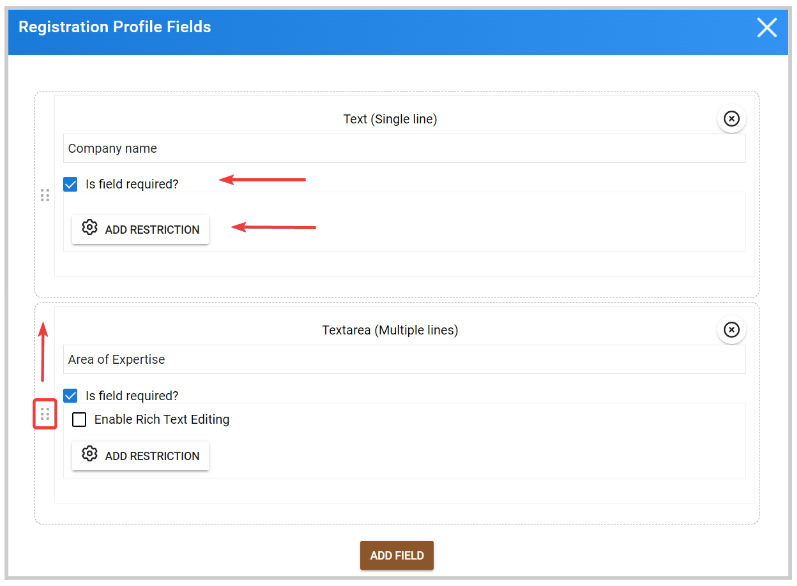 Registration Profile Fields
Text (Single line)
Company name
Is field required?
ADD RESTRICTION
Textarea (Multiple lines)
Area of Expertise
Is field required?
Enable Rich Text Editing
ADD RESTRICTION
ADD FIELD